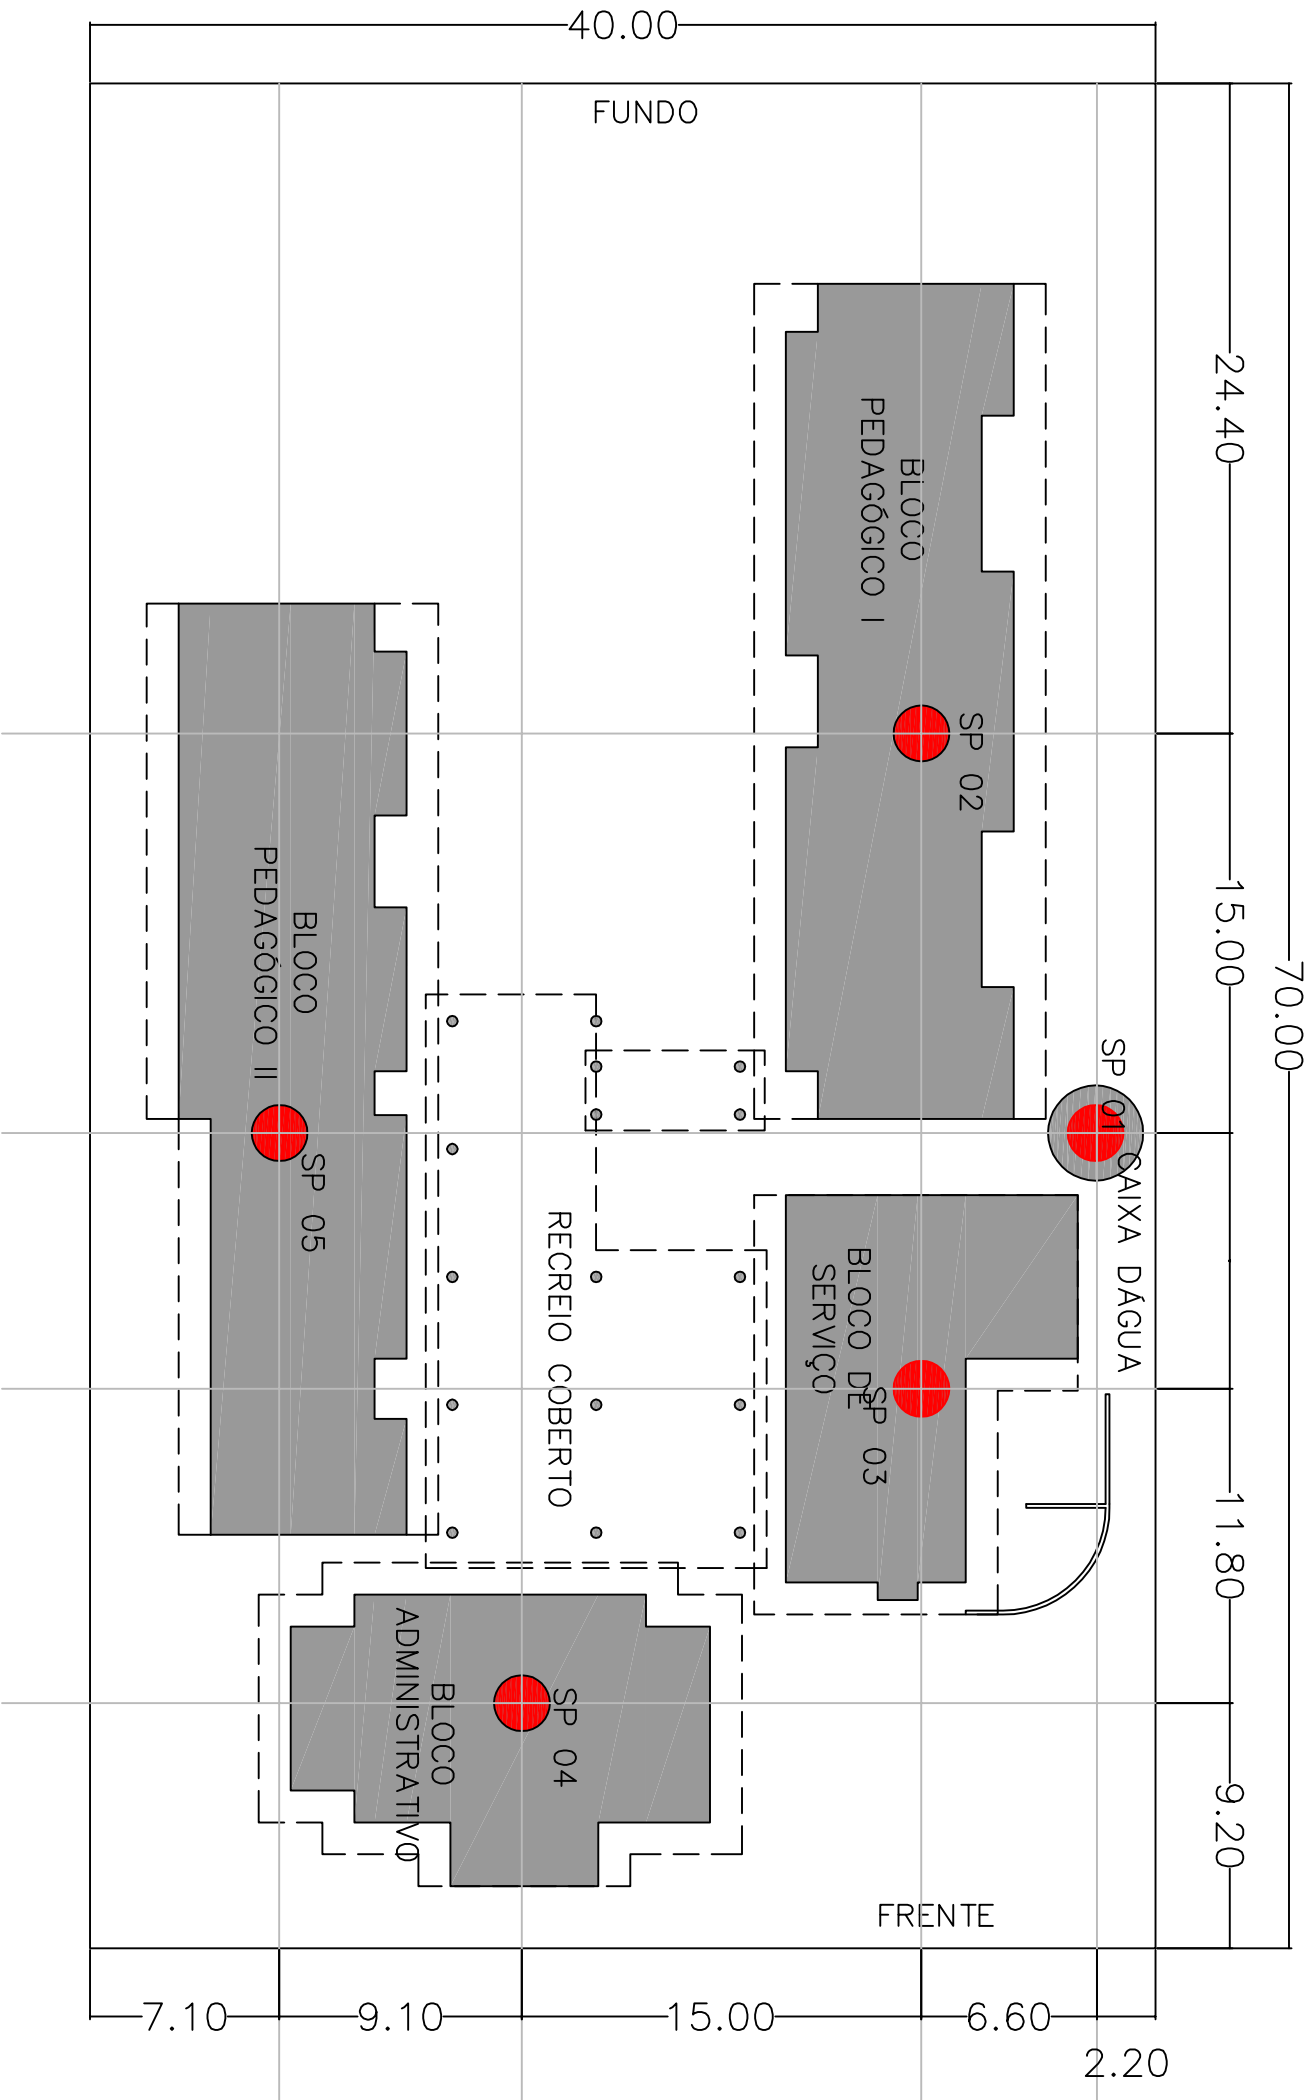 40.00
FUNDO
24.40
BLOCO
PEDAGÓGICO I
SP 02
15.00
70.00
BLOCO
PEDAGÓGICO II
SP 01
CAIXA DÁGUA
SP 05
RECREIO COBERTO
BLOCO DE
SERVIÇO
SP 03
11.80
SP 04
BLOCO
ADMINISTRATIVO
9.20
FRENTE
7.10
9.10
15.00
6.60
2.20